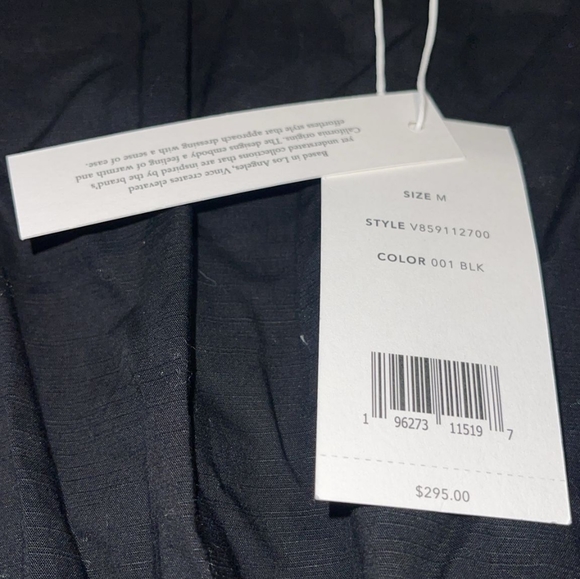 Based in Los Angeles, Vince creates elevated
yet understated collections that are inspired by the brand's
California origins. The designs embody a feeling of warmth and
effortless style that approach dressing with a sense of ease.
SIZE M
STYLE V859112700
COLOR 001 BLK
1 96273 11519 7
$295.00